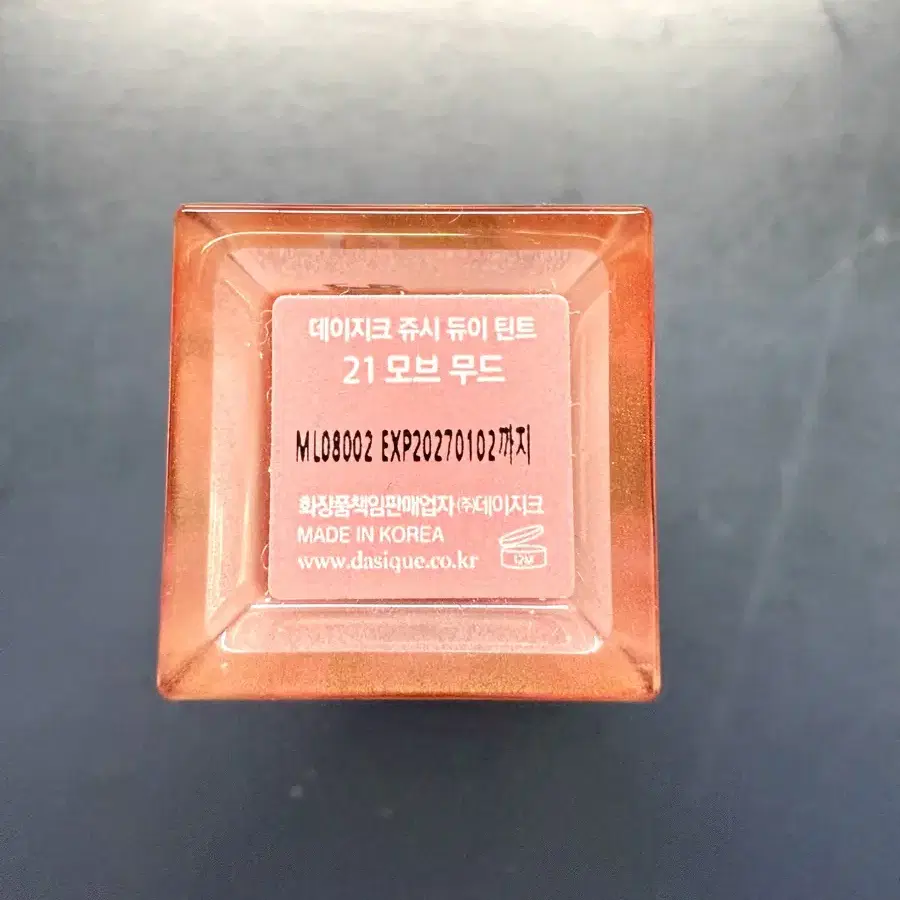 데이지크 쥬시 듀이 틴트
21 모브 무드
ML08002 EXP20270102까지
화장품책임판매업자 (주)데이지크
MADE IN KOREA
www.dasique.co.kr
12M